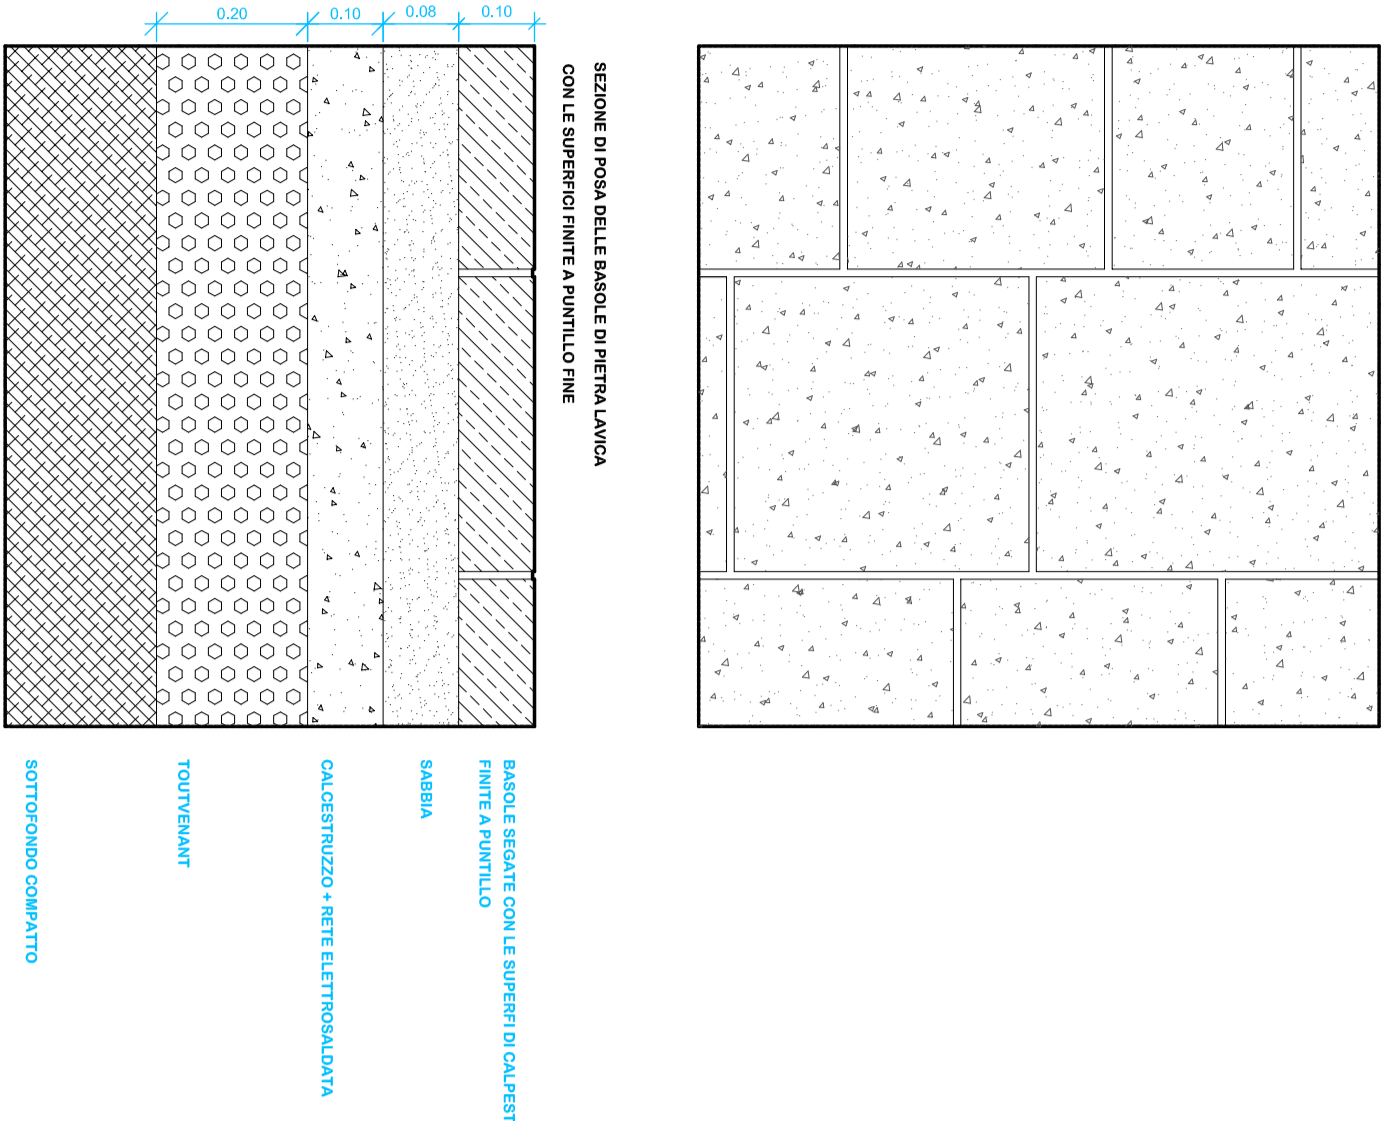 0.20
0.10
0.08
0.10
SEZIONE DI POSA DELLE BASOLE DI PIETRA LAVICA
CON LE SUPERFICI FINITE A PUNTILLO FINE
BASOLE SEGATE CON LE SUPERFI DI CALPEST
FINITE A PUNTILLO
SABBIA
CALCESTRUZZO + RETE ELETTROSALDATA
TOUTVENANT
SOTTOFONDO COMPATTO